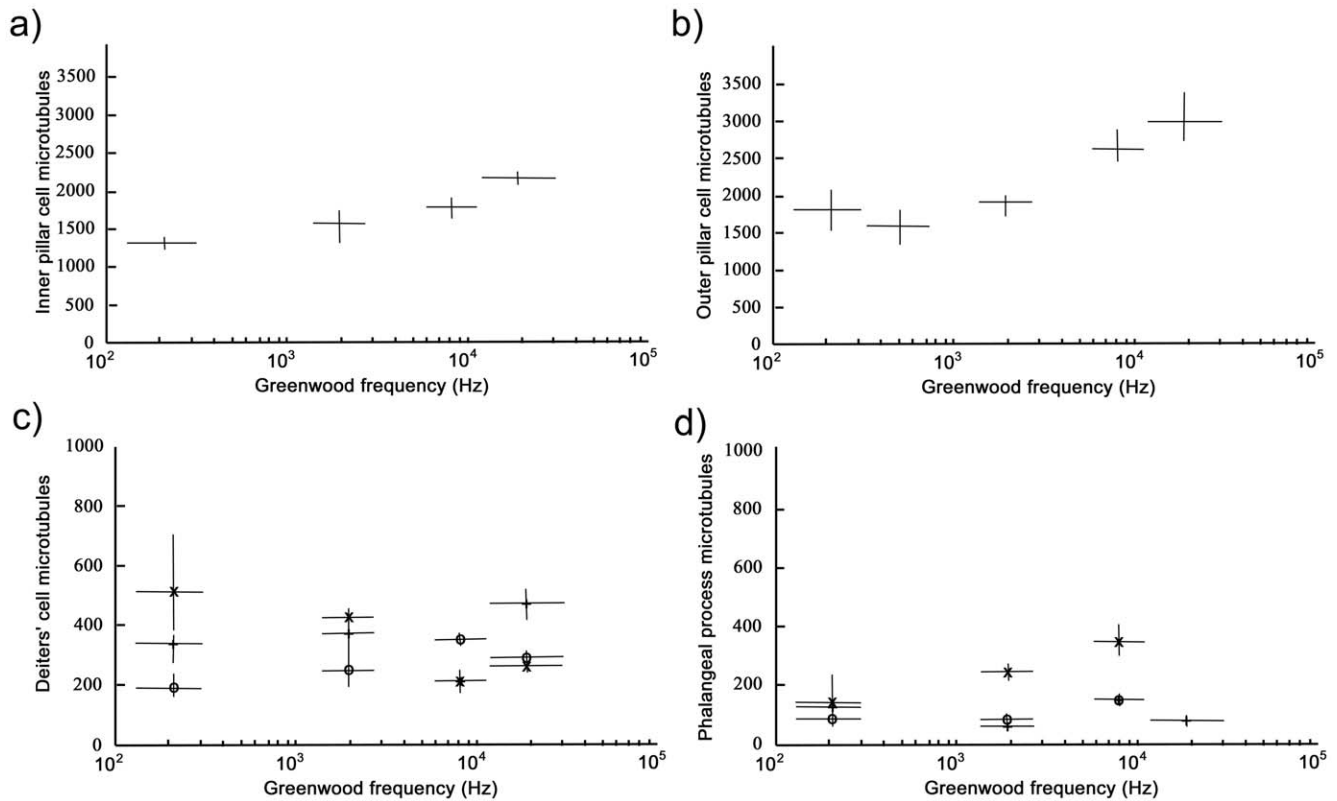 a)
Inner pillar cell microtubules
3500
3000
2500
2000
1500
1000
500
0
10² 10³ 10⁴ 10⁵
Greenwood frequency (Hz)
b)
Outer pillar cell microtubules
3500
3000
2500
2000
1500
1000
500
0
10² 10³ 10⁴ 10⁵
Greenwood frequency (Hz)
c)
Deiters' cell microtubules
1000
800
600
400
200
0
10² 10³ 10⁴ 10⁵
Greenwood frequency (Hz)
d)
Phalangeal process microtubules
1000
800
600
400
200
0
10² 10³ 10⁴ 10⁵
Greenwood frequency (Hz)